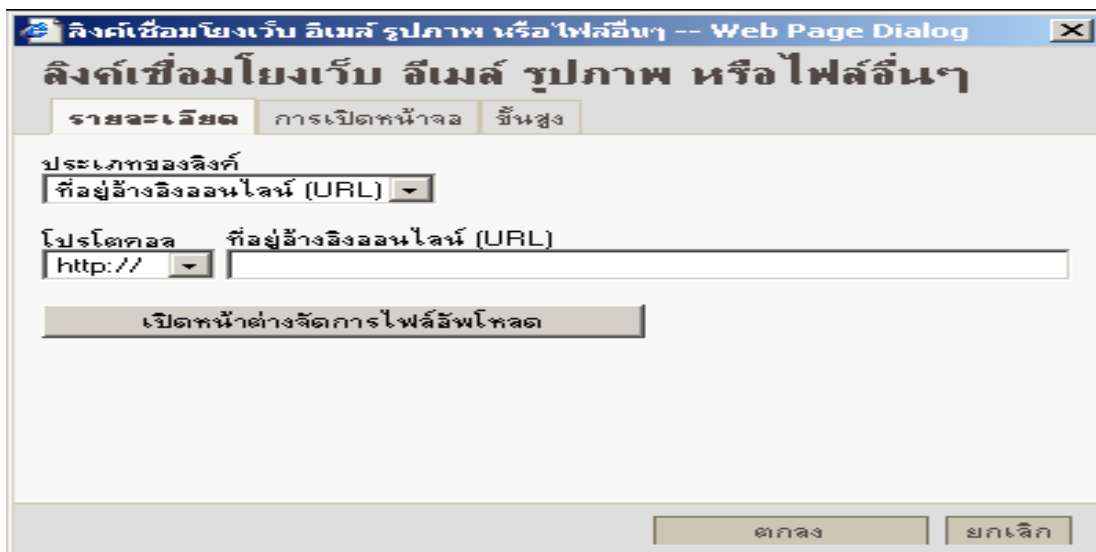 ลิงค์เชื่อมโยงเว็บ อีเมล์ รูปภาพ หรือไฟล์อื่นๆ -- Web Page Dialog
ลิงค์เชื่อมโยงเว็บ อีเมล์ รูปภาพ หรือไฟล์อื่นๆ
รายละเอียด การเปิดหน้าจอ ขั้นสูง
ประเภทของลิงค์
ที่อยู่อ้างอิงออนไลน์ (URL)
โปรโตคอล ที่อยู่อ้างอิงออนไลน์ (URL)
http://
เปิดหน้าต่างจัดการไฟล์อัพโหลด
ตกลง ยกเลิก